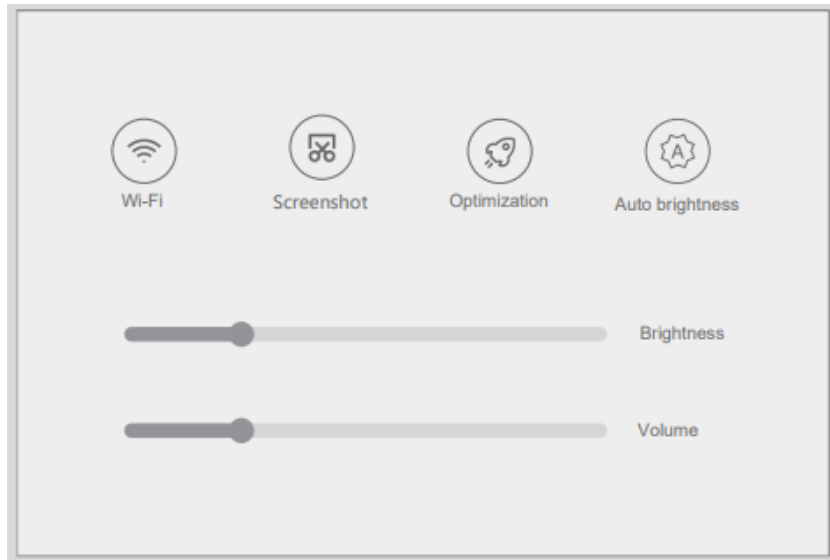 Wi-Fi
Screenshot
Optimization
A
Auto brightness
Brightness
Volume